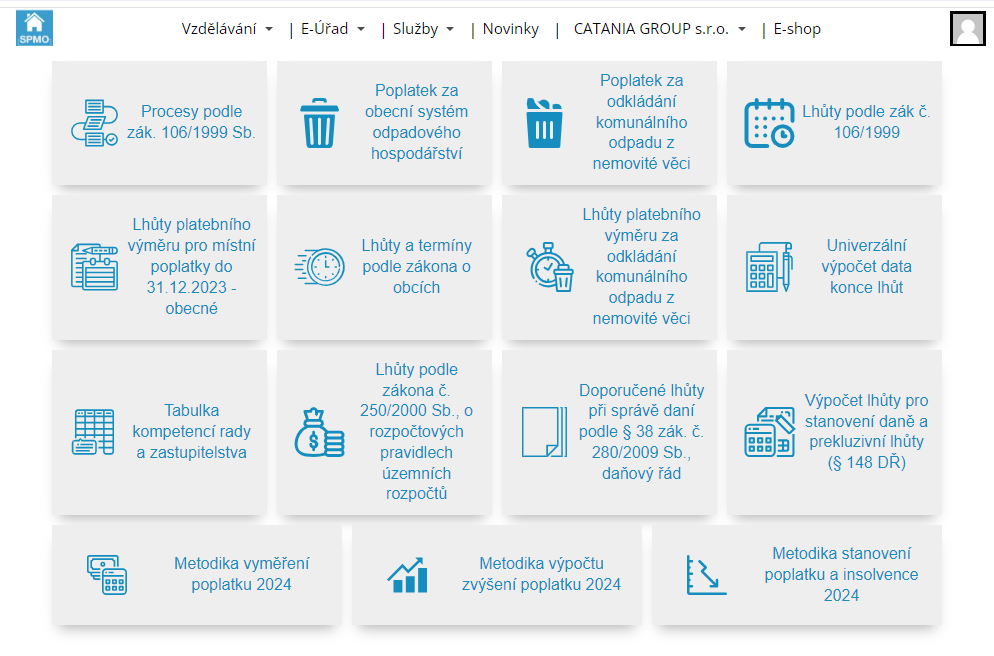 SPMO
Vzdělávání | E-Úřad | Služby | Novinky | CATANIA GROUP s.r.o. | E-shop
Procesy podle
zák. 106/1999 Sb.
Poplatek za
obecní systém
odpadového
hospodářství
Poplatek za
odkládání
komunálního
odpadu z
nemovité věci
Lhůty podle zák č.
106/1999
Lhůty platebního
výměru pro místní
poplatky do
31.12.2023 -
obecné
Lhůty a termíny
podle zákona o
obcích
Lhůty platebního
výměru za
odkládání
komunálního
odpadu z
nemovité věci
Univerzální
výpočet data
konce lhůt
Tabulka
kompetencí rady
a zastupitelstva
Lhůty podle
zákona č.
250/2000 Sb., o
rozpočtových
pravidlech
územních
rozpočtů
Doporučené lhůty
při správě daní
podle § 38 zák. č.
280/2009 Sb.,
daňový řád
Výpočet lhůty pro
stanovení daně a
prekluzivní lhůty
(§ 148 DŘ)
Metodika vyměření
poplatku 2024
Metodika výpočtu
zvýšení poplatku 2024
Metodika stanovení
poplatku a insolvence
2024